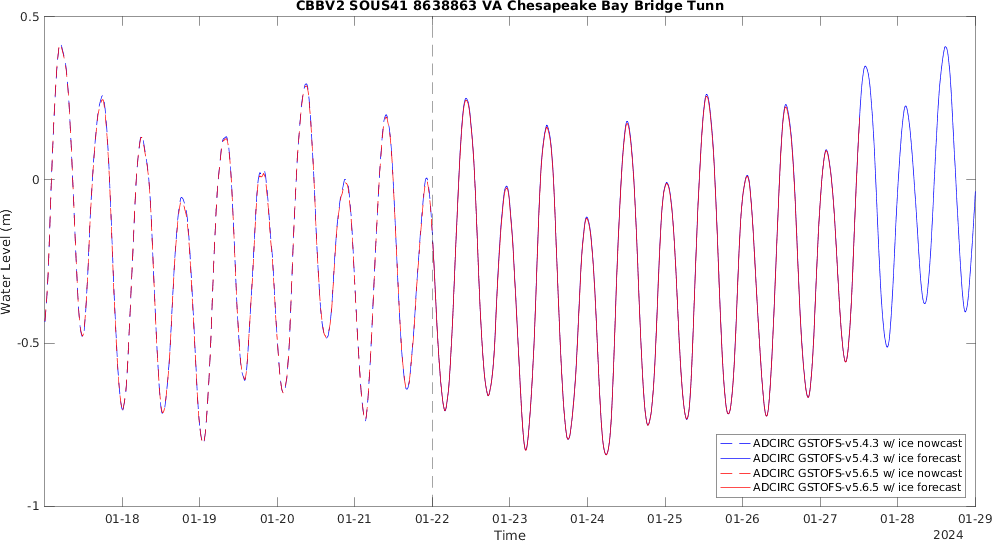 CBBV2 SOUS41 8638863 VA Chesapeake Bay Bridge Tunn
0.5
0
-0.5
-1
Water Level (m)
ADCIRC GSTOFS-v5.4.3 w/ ice nowcast
ADCIRC GSTOFS-v5.4.3 w/ ice forecast
ADCIRC GSTOFS-v5.6.5 w/ ice nowcast
ADCIRC GSTOFS-v5.6.5 w/ ice forecast
01-18 01-19 01-20 01-21 01-22 01-23 01-24 01-25 01-26 01-27 01-28 01-29
Time
2024